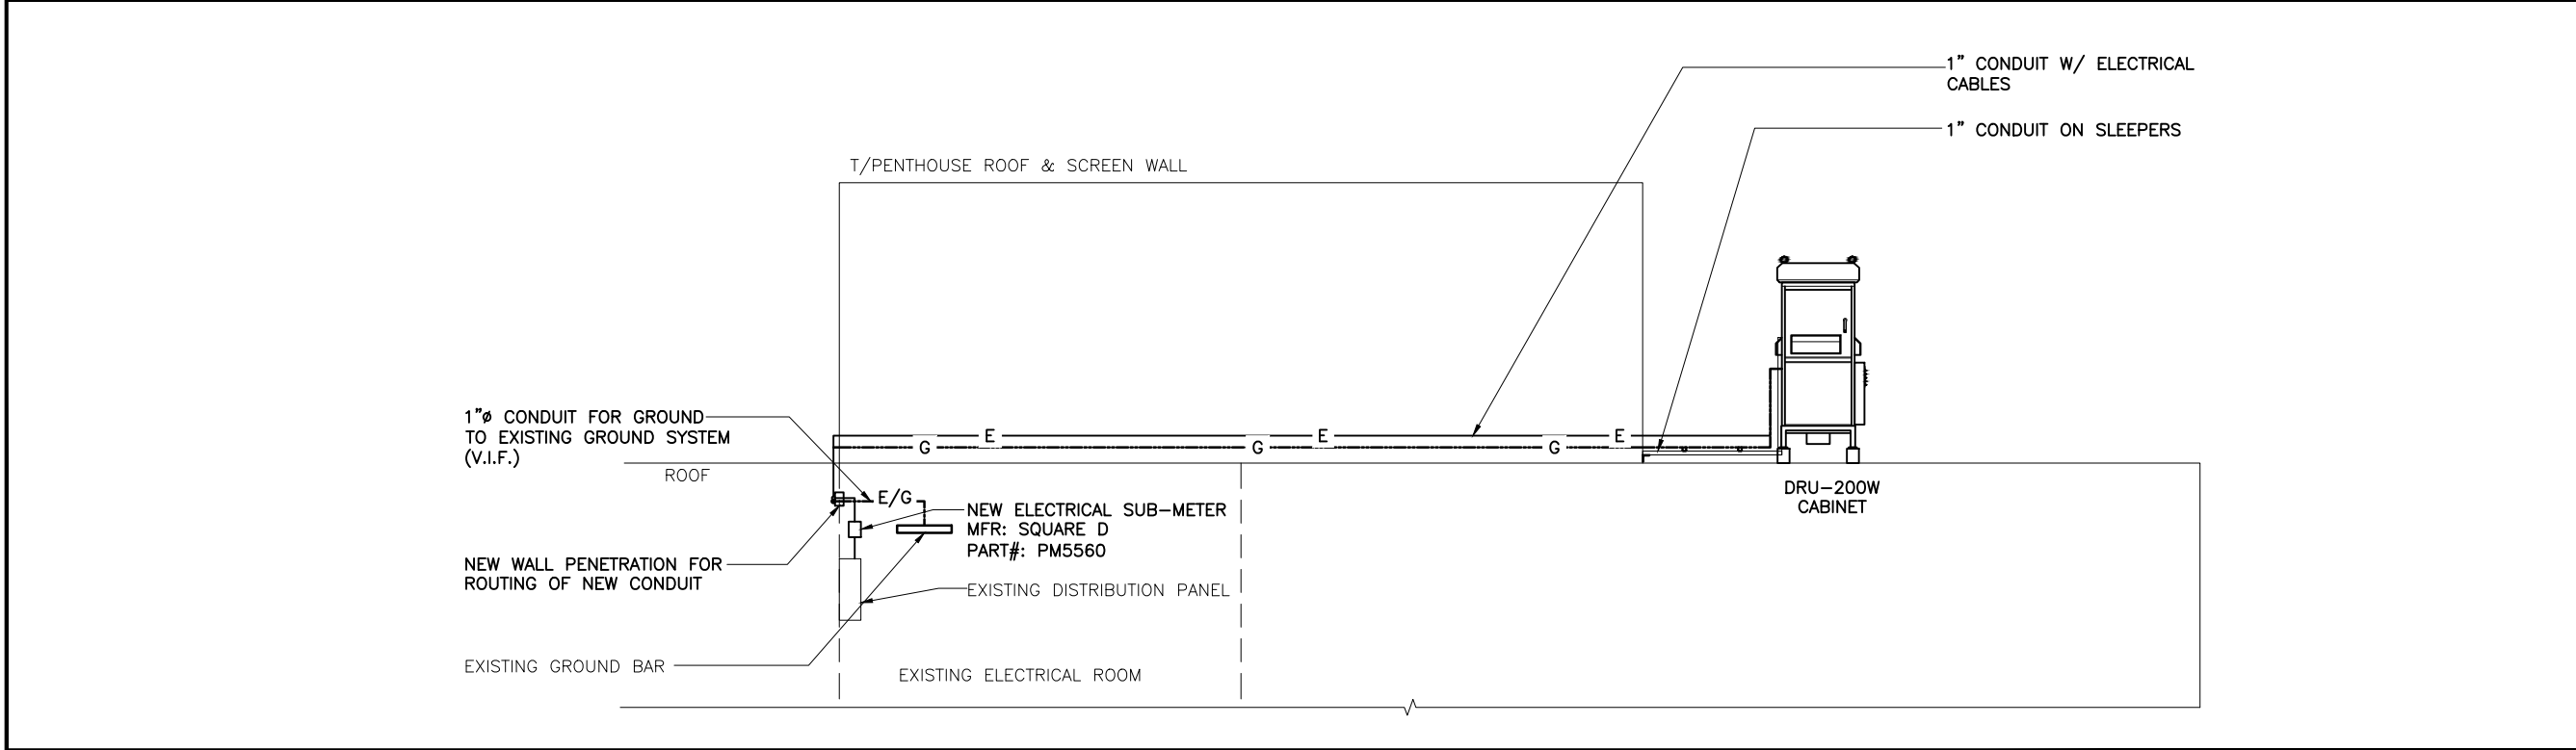 1" CONDUIT W/ ELECTRICAL
CABLES
1" CONDUIT ON SLEEPERS
T/PENTHOUSE ROOF & SCREEN WALL
1"ø CONDUIT FOR GROUND
TO EXISTING GROUND SYSTEM
(V.I.F.)
E
E
E
G
G
G
ROOF
E/G
DRU-200W
CABINET
NEW ELECTRICAL SUB-METER
MFR: SQUARE D
PART#: PM5560
NEW WALL PENETRATION FOR
ROUTING OF NEW CONDUIT
EXISTING DISTRIBUTION PANEL
EXISTING GROUND BAR
EXISTING ELECTRICAL ROOM